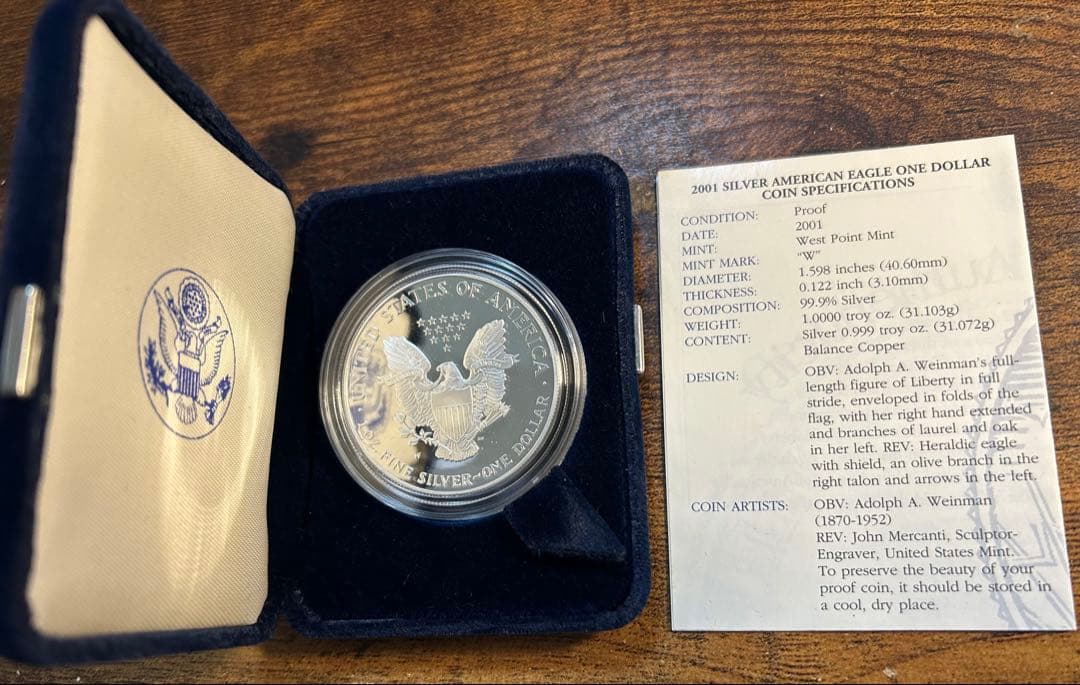 UNITED STATES OF AMERICA
OZ. FINE SILVER~ONE DOLLAR
2001 SILVER AMERICAN EAGLE ONE DOLLAR
COIN SPECIFICATIONS
CONDITION: Proof
DATE: 2001
MINT: West Point Mint
MINT MARK: "W"
DIAMETER: 1.598 inches (40.60mm)
THICKNESS: 0.122 inch (3.10mm)
COMPOSITION: 99.9% Silver
WEIGHT: 1.0000 troy oz. (31.103g)
CONTENT: Silver 0.999 troy oz. (31.072g)
Balance Copper
DESIGN: OBV: Adolph A. Weinman's full-
length figure of Liberty in full
stride, enveloped in folds of the
flag, with her right hand extended
and branches of laurel and oak
in her left. REV: Heraldic eagle
with shield, an olive branch in the
right talon and arrows in the left.
COIN ARTISTS: OBV: Adolph A. Weinman
(1870-1952)
REV: John Mercanti, Sculptor-
Engraver, United States Mint.
To preserve the beauty of your
proof coin, it should be stored in
a cool, dry place.